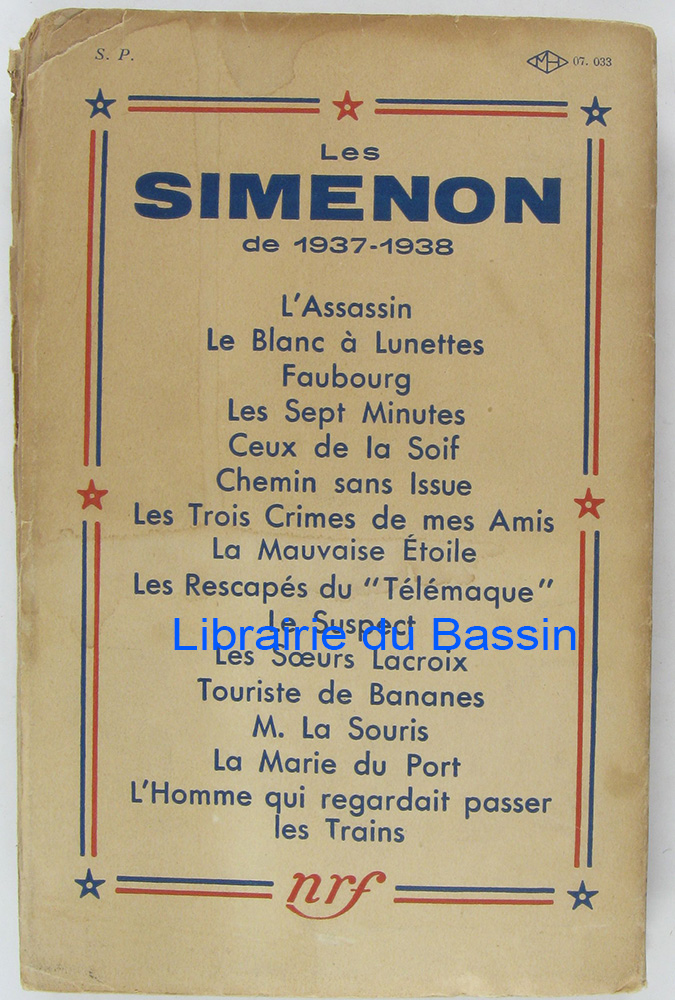 S. P.
MH 07. 033
Les
SIMENON
de 1937-1938
L'Assassin
Le Blanc à Lunettes
Faubourg
Les Sept Minutes
Ceux de la Soif
Chemin sans Issue
Les Trois Crimes de mes Amis
La Mauvaise Étoile
Les Rescapés du "Télémaque"
Le Suspect
Librairie du Bassin
Les Sœurs Lacroix
Touriste de Bananes
M. La Souris
La Marie du Port
L'Homme qui regardait passer
les Trains
nrf